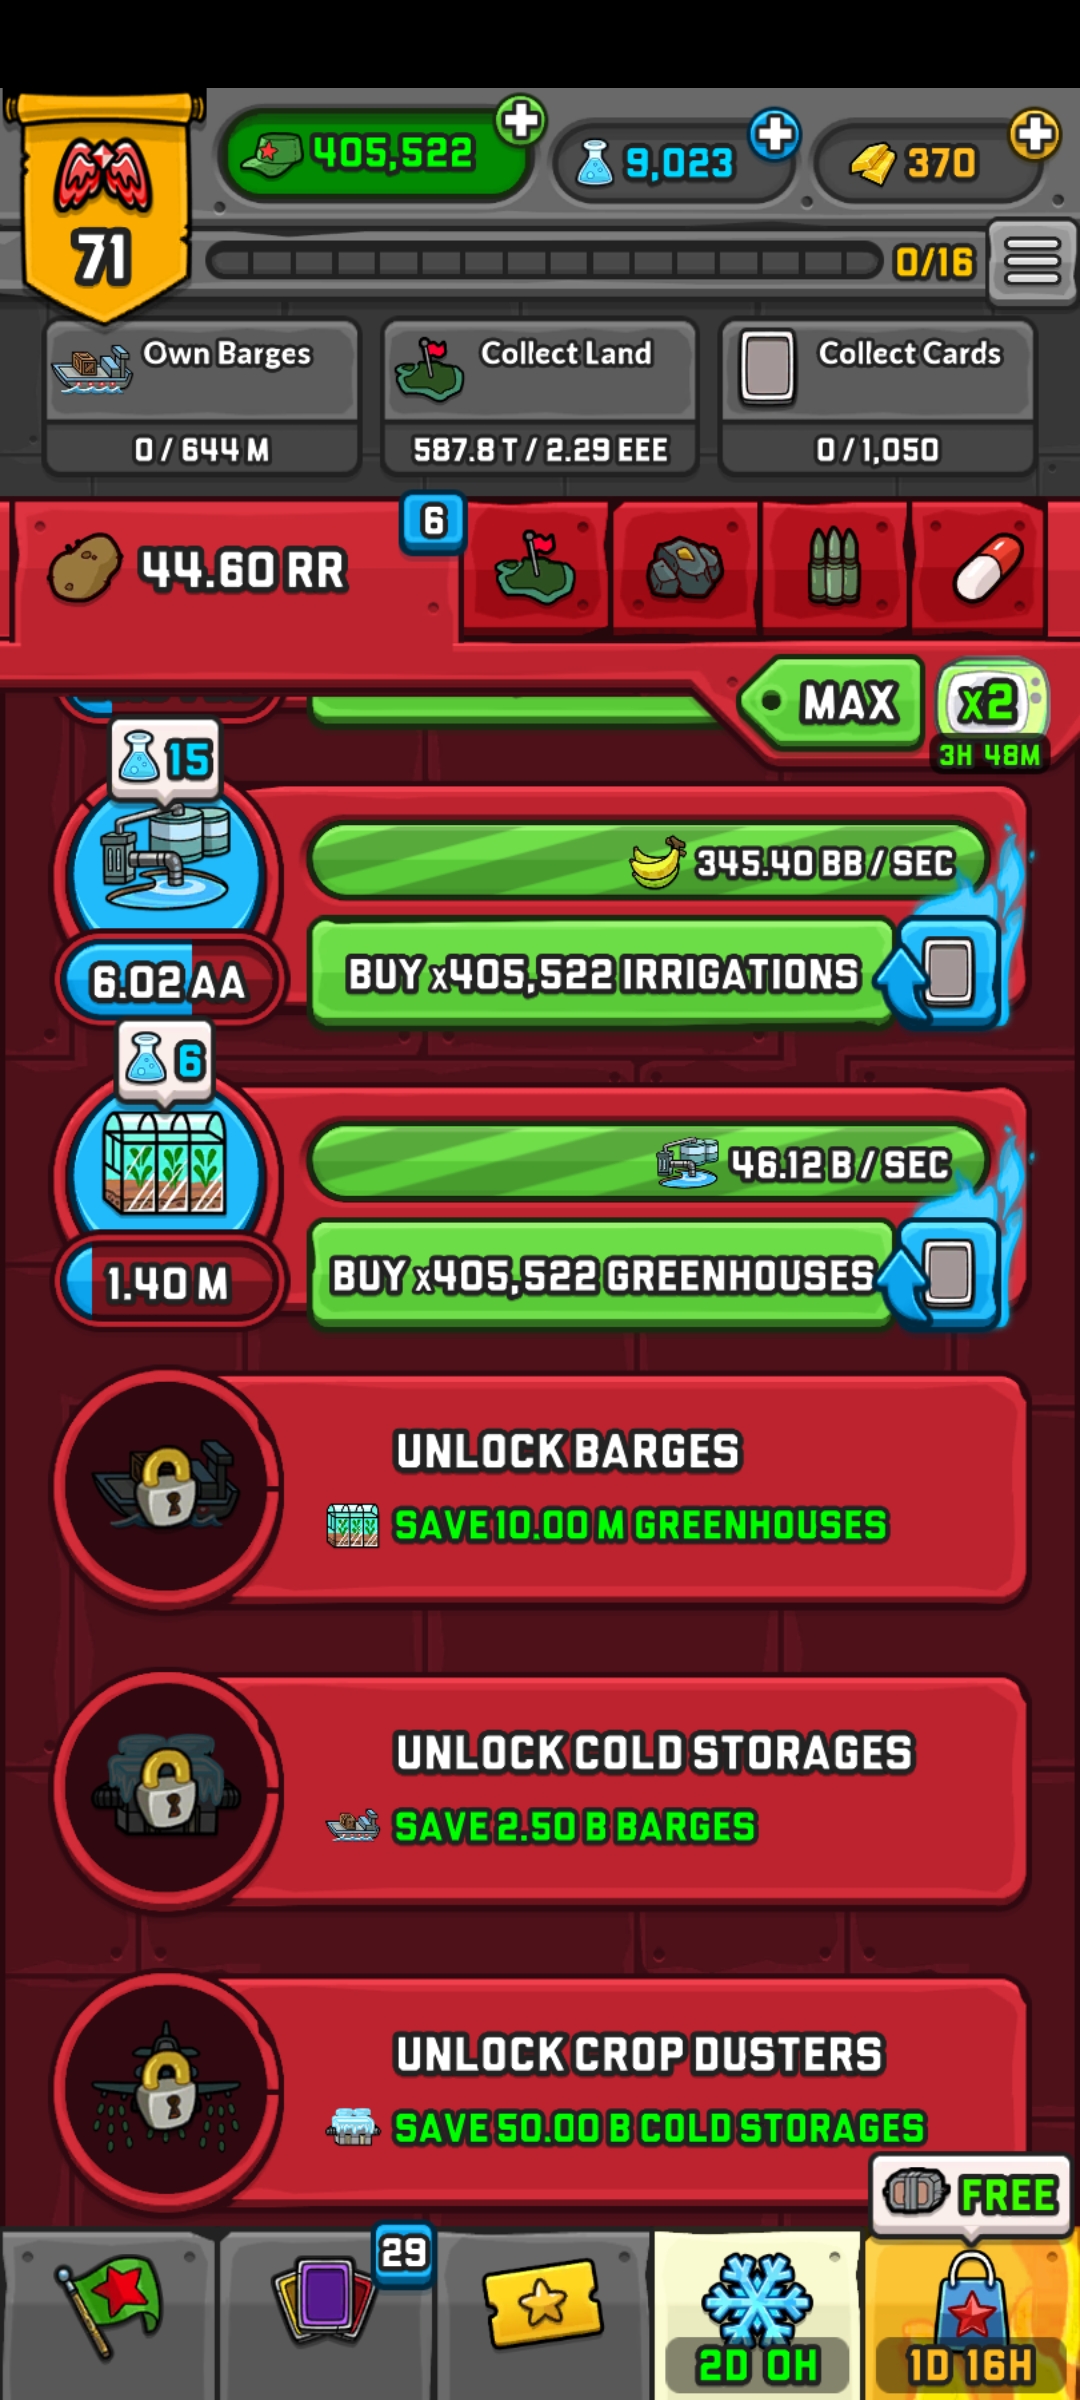 71
405,522
9,023
370
0/16
Own Barges
0 / 644 M
Collect Land
587.8 T / 2.29 EEE
Collect Cards
0 / 1,050
44.60 RR
6
MAX
x2
3H 48M
15
345.40 BB / SEC
6.02 AA
BUY x405,522 IRRIGATIONS
6
46.12 B / SEC
1.40 M
BUY x405,522 GREENHOUSES
UNLOCK BARGES
SAVE 10.00 M GREENHOUSES
UNLOCK COLD STORAGES
SAVE 2.50 B BARGES
UNLOCK CROP DUSTERS
SAVE 50.00 B COLD STORAGES
FREE
29
2D 0H
1D 16H